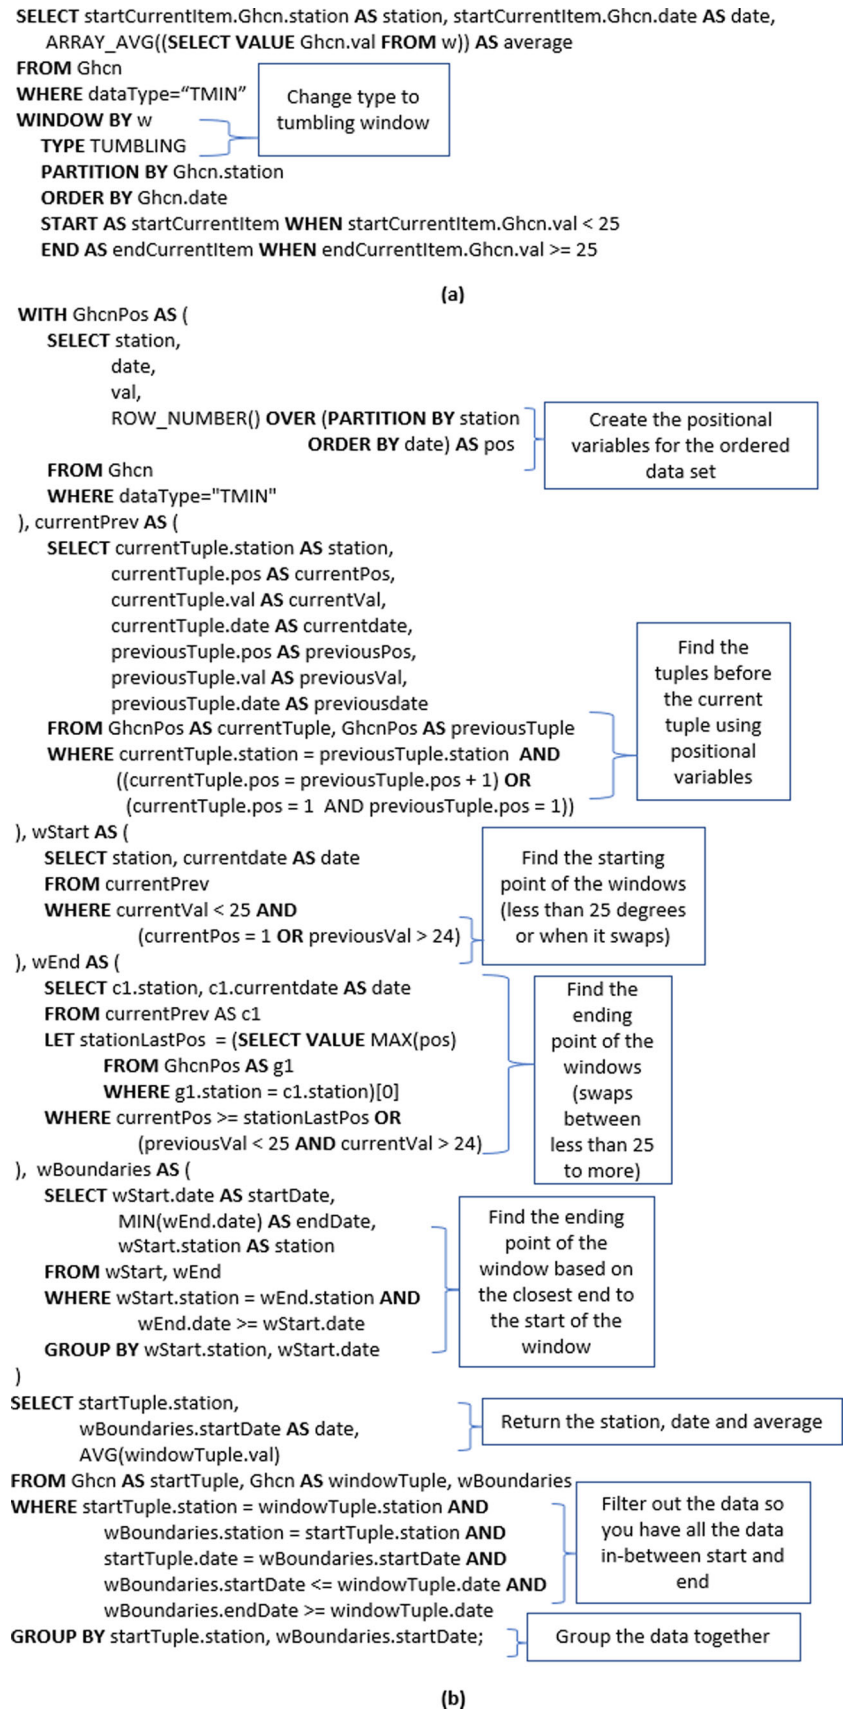 SELECT startCurrentItem.Ghcn.station AS station, startCurrentItem.Ghcn.date AS date,
ARRAY_AVG((SELECT VALUE Ghcn.val FROM w)) AS average
FROM Ghcn
WHERE dataType=“TMIN”
WINDOW BY w
TYPE TUMBLING
Change type to
tumbling window
PARTITION BY Ghcn.station
ORDER BY Ghcn.date
START AS startCurrentItem WHEN startCurrentItem.Ghcn.val < 25
END AS endCurrentItem WHEN endCurrentItem.Ghcn.val >= 25
(a)
WITH GhcnPos AS (
SELECT station,
date,
val,
ROW_NUMBER() OVER (PARTITION BY station
ORDER BY date) AS pos
FROM Ghcn
WHERE dataType="TMIN"
Create the positional
variables for the ordered
data set
), currentPrev AS (
SELECT currentTuple.station AS station,
currentTuple.pos AS currentPos,
currentTuple.val AS currentVal,
currentTuple.date AS currentdate,
previousTuple.pos AS previousPos,
previousTuple.val AS previousVal,
previousTuple.date AS previousdate
FROM GhcnPos AS currentTuple, GhcnPos AS previousTuple
WHERE currentTuple.station = previousTuple.station AND
((currentTuple.pos = previousTuple.pos + 1) OR
(currentTuple.pos = 1 AND previousTuple.pos = 1))
Find the
tuples before
the current
tuple using
positional
variables
), wStart AS (
SELECT station, currentdate AS date
FROM currentPrev
WHERE currentVal < 25 AND
(currentPos = 1 OR previousVal > 24)
Find the starting
point of the windows
(less than 25 degrees
or when it swaps)
), wEnd AS (
SELECT c1.station, c1.currentdate AS date
FROM currentPrev AS c1
LET stationLastPos = (SELECT VALUE MAX(pos)
FROM GhcnPos AS g1
WHERE g1.station = c1.station)[0]
WHERE currentPos >= stationLastPos OR
(previousVal < 25 AND currentVal > 24)
Find the
ending
point of the
windows
(swaps
between
less than 25
to more)
), wBoundaries AS (
SELECT wStart.date AS startDate,
MIN(wEnd.date) AS endDate,
wStart.station AS station
FROM wStart, wEnd
WHERE wStart.station = wEnd.station AND
wEnd.date >= wStart.date
GROUP BY wStart.station, wStart.date
Find the ending
point of the
window based on
the closest end to
the start of the
window
)
SELECT startTuple.station,
wBoundaries.startDate AS date,
AVG(windowTuple.val)
Return the station, date and average
FROM Ghcn AS startTuple, Ghcn AS windowTuple, wBoundaries
WHERE startTuple.station = windowTuple.station AND
wBoundaries.station = startTuple.station AND
startTuple.date = wBoundaries.startDate AND
wBoundaries.startDate <= windowTuple.date AND
wBoundaries.endDate >= windowTuple.date
Filter out the data so
you have all the data
in-between start and
end
GROUP BY startTuple.station, wBoundaries.startDate;
Group the data together
(b)